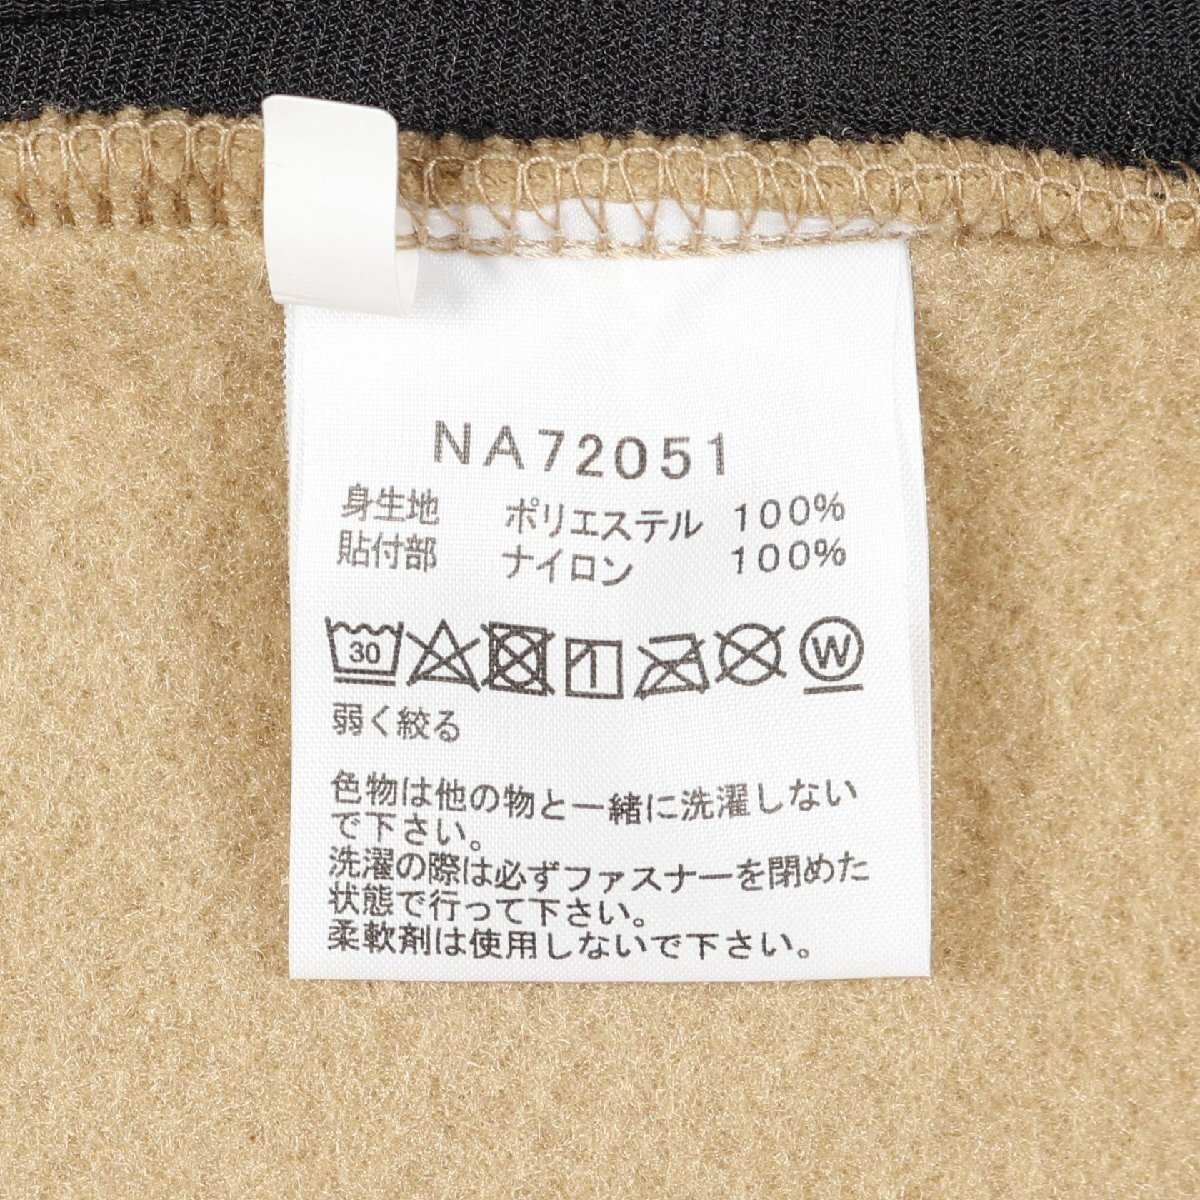 NA72051
身生地 ポリエステル 100%
貼付部 ナイロン 100%
30 W
弱く絞る
色物は他の物と一緒に洗濯しない
で下さい。
洗濯の際は必ずファスナーを閉めた
状態で行って下さい。
柔軟剤は使用しないで下さい。